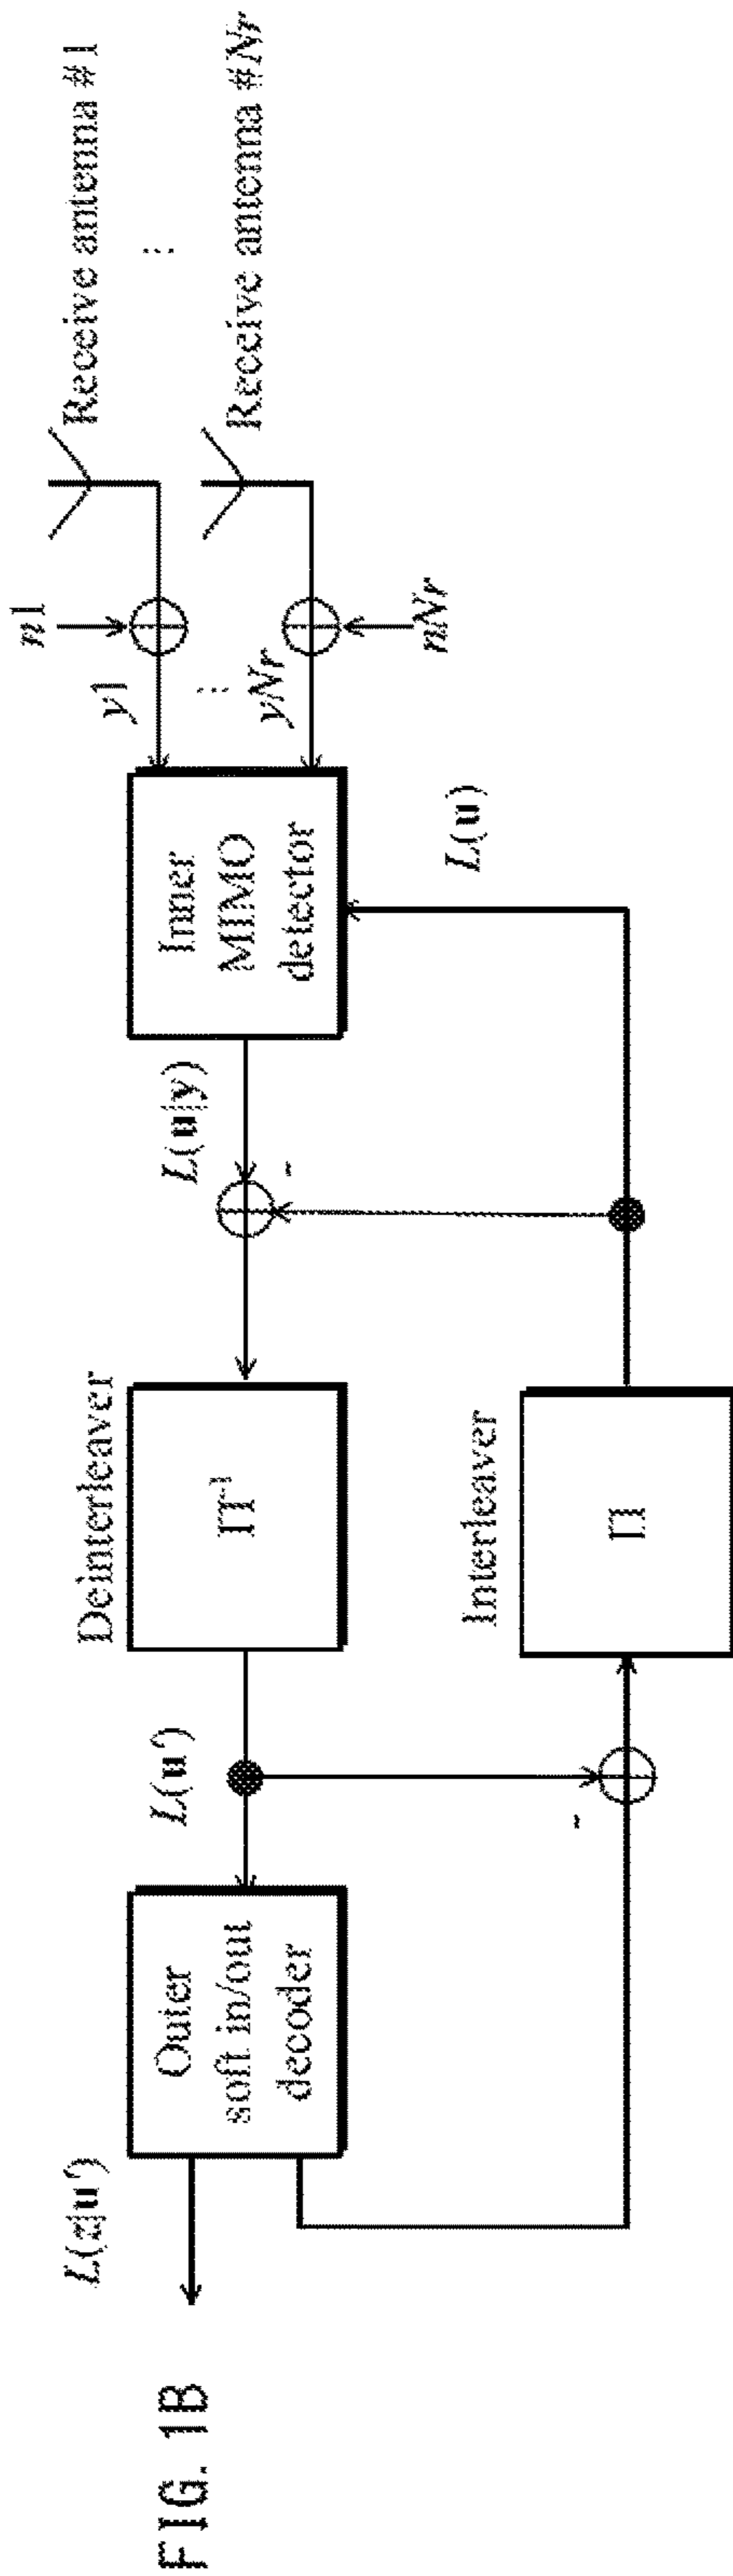 Receive antenna #1
⋮
Receive antenna #Nr
n1
y1
⋮
yNr
nNr
Inner
MIMO
detector
L(u)
L(u|y)
-
Deinterleaver
Π⁻¹
Interleaver
Π
L(u')
-
Outer
soft in/out
decoder
L(z|u')
FIG. 1B